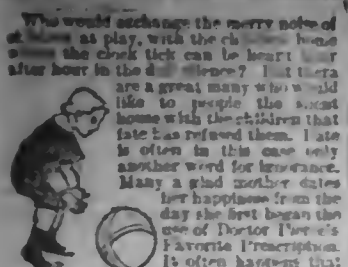 Who would exchange the merry noise of
at play, with the home
the clock tick can be heard
after hour in the silence? But there
are a great many who would
like to people the silent
house with the children that
fate has refused them. Fate
is often in this case only
another word for ignorance.
Many a glad mother dates
her happiness from the
day she first began the
use of Doctor Pierce's
Favorite Prescription.
It often happens that